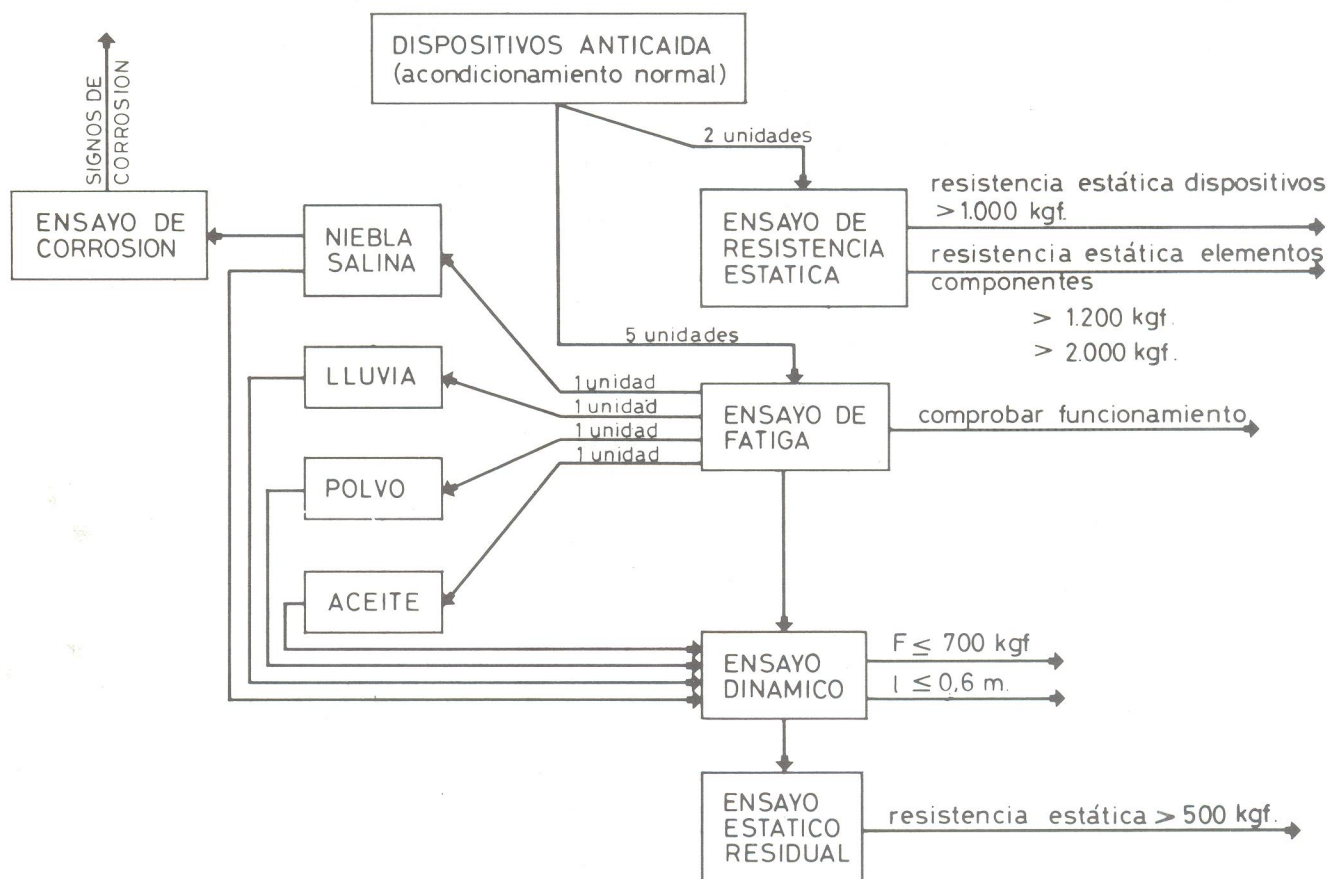 DISPOSITIVOS ANTICAIDA
(acondicionamiento normal)
SIGNOS DE
CORROSION
2 unidades
ENSAYO DE
CORROSION
NIEBLA
SALINA
ENSAYO DE
RESISTENCIA
ESTATICA
resistencia estática dispositivos
> 1.000 kgf.
resistencia estática elementos
componentes
> 1.200 kgf.
> 2.000 kgf.
5 unidades
LLUVIA
1 unidad
1 unidad
1 unidad
1 unidad
ENSAYO DE
FATIGA
comprobar funcionamiento
POLVO
ACEITE
ENSAYO
DINAMICO
F ≤ 700 kgf
l ≤ 0,6 m.
ENSAYO
ESTATICO
RESIDUAL
resistencia estática > 500 kgf.